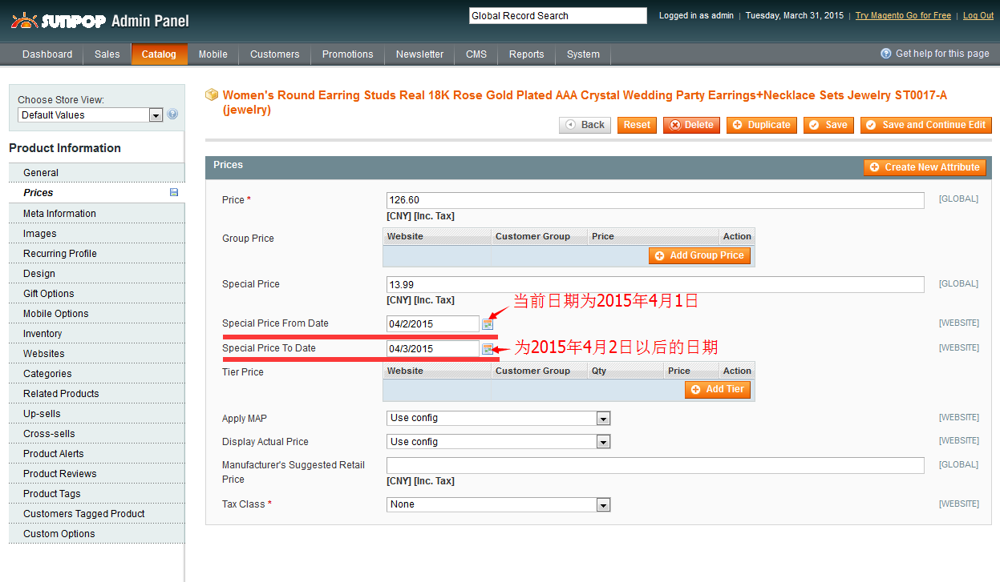 SUNPOP Admin Panel
Global Record Search
Logged in as admin | Tuesday, March 31, 2015 | Try Magento Go for Free | Log Out
Dashboard Sales Catalog Mobile Customers Promotions Newsletter CMS Reports System
Get help for this page
Choose Store View:
Default Values
Product Information
General
Prices
Meta Information
Images
Recurring Profile
Design
Gift Options
Mobile Options
Inventory
Websites
Categories
Related Products
Up-sells
Cross-sells
Product Alerts
Product Reviews
Product Tags
Customers Tagged Product
Custom Options
Women's Round Earring Studs Real 18K Rose Gold Plated AAA Crystal Wedding Party Earrings+Necklace Sets Jewelry ST0017-A
(jewelry)
Back Reset Delete Duplicate Save Save and Continue Edit
Prices
Create New Attribute
Price * 126.60 [GLOBAL]
[CNY] [Inc. Tax]
Group Price
Website Customer Group Price Action
Add Group Price
Special Price 13.99 [GLOBAL]
[CNY] [Inc. Tax]
当前日期为2015年4月1日
Special Price From Date 04/2/2015 [WEBSITE]
Special Price To Date 04/3/2015 为2015年4月2日以后的日期 [WEBSITE]
Tier Price
Website Customer Group Qty Price Action
Add Tier
Apply MAP Use config [WEBSITE]
Display Actual Price Use config [WEBSITE]
Manufacturer's Suggested Retail [GLOBAL]
Price
[CNY] [Inc. Tax]
Tax Class * None [WEBSITE]